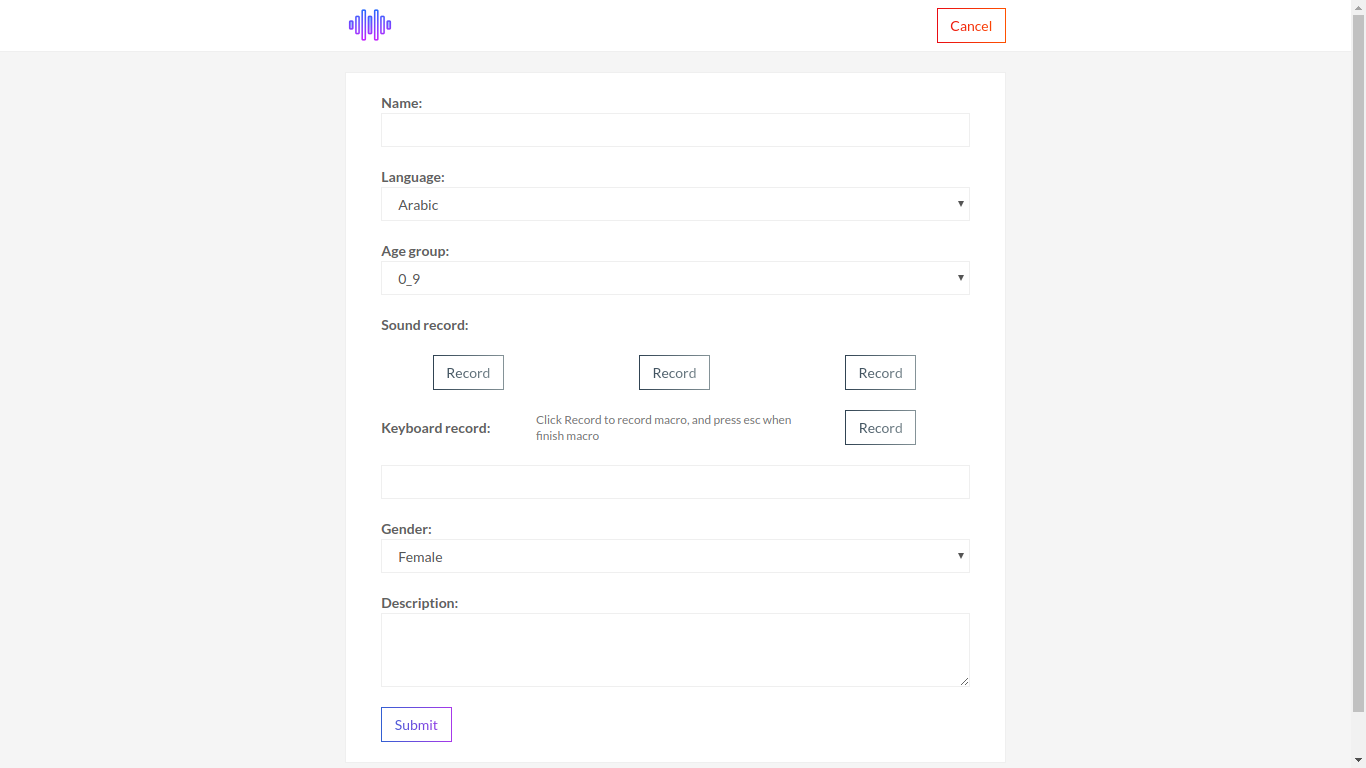 Cancel
Name:
Language:
Arabic
Age group:
0_9
Sound record:
Record Record Record
Keyboard record:
Click Record to record macro, and press esc when
finish macro
Record
Gender:
Female
Description:
Submit